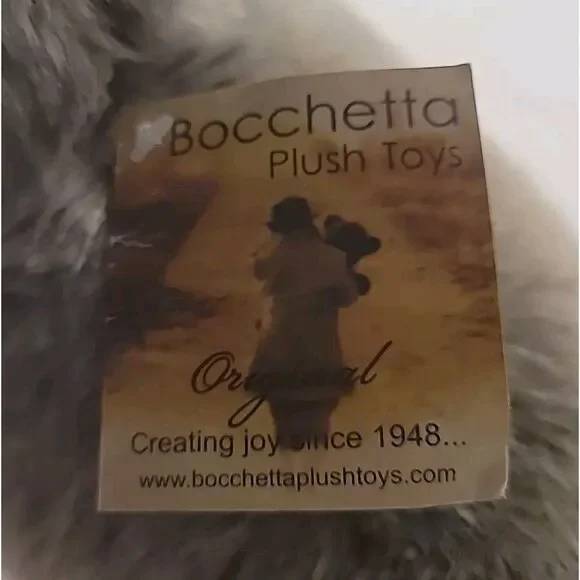 Bocchetta
Plush Toys
Original
Creating joy since 1948...
www.bocchettaplushtoys.com